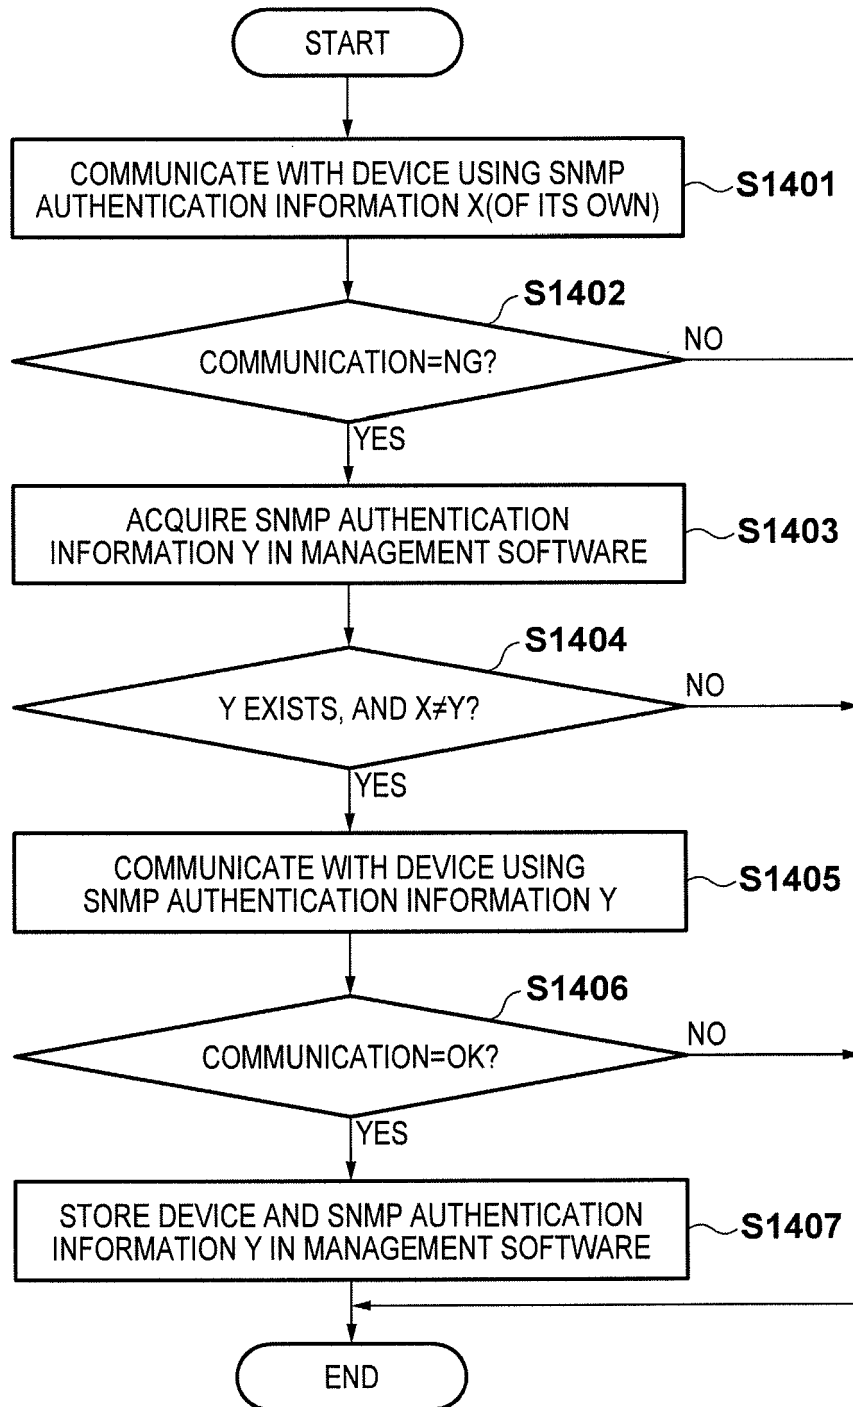 START
COMMUNICATE WITH DEVICE USING SNMP
AUTHENTICATION INFORMATION X(OF ITS OWN)
S1401
S1402
COMMUNICATION=NG?
NO
YES
ACQUIRE SNMP AUTHENTICATION
INFORMATION Y IN MANAGEMENT SOFTWARE
S1403
S1404
Y EXISTS, AND X≠Y?
NO
YES
COMMUNICATE WITH DEVICE USING
SNMP AUTHENTICATION INFORMATION Y
S1405
S1406
COMMUNICATION=OK?
NO
YES
STORE DEVICE AND SNMP AUTHENTICATION
INFORMATION Y IN MANAGEMENT SOFTWARE
S1407
END